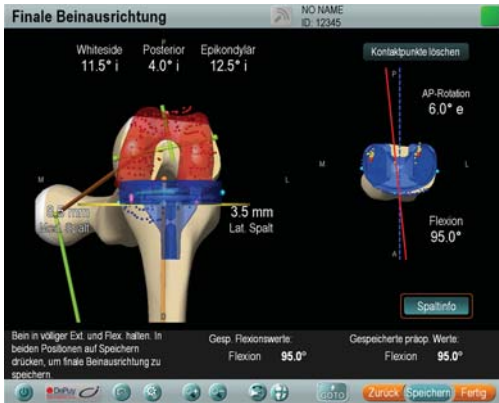 Finale Beinausrichtung
NO NAME
ID: 12345
Whiteside
11.5° i
P
Posterior
4.0° i
Epikondylär
12.5° i
Kontaktpunkte löschen
P
AP-Rotation
6.0° e
M
L
M
L
Med. Spalt
3.5 mm
Lat. Spalt
Flexion
95.0°
A
D
Spaltinfo
Bein in völliger Ext. und Flex. halten. In
beiden Positionen auf Speichern
drücken, um finale Beinausrichtung zu
speichern.
Gesp. Flexionswerte:
Flexion 95.0°
Gespeicherte präop. Werte:
Flexion 95.0°
DePuy
GOTO
Zurück
Speichern
Fertig